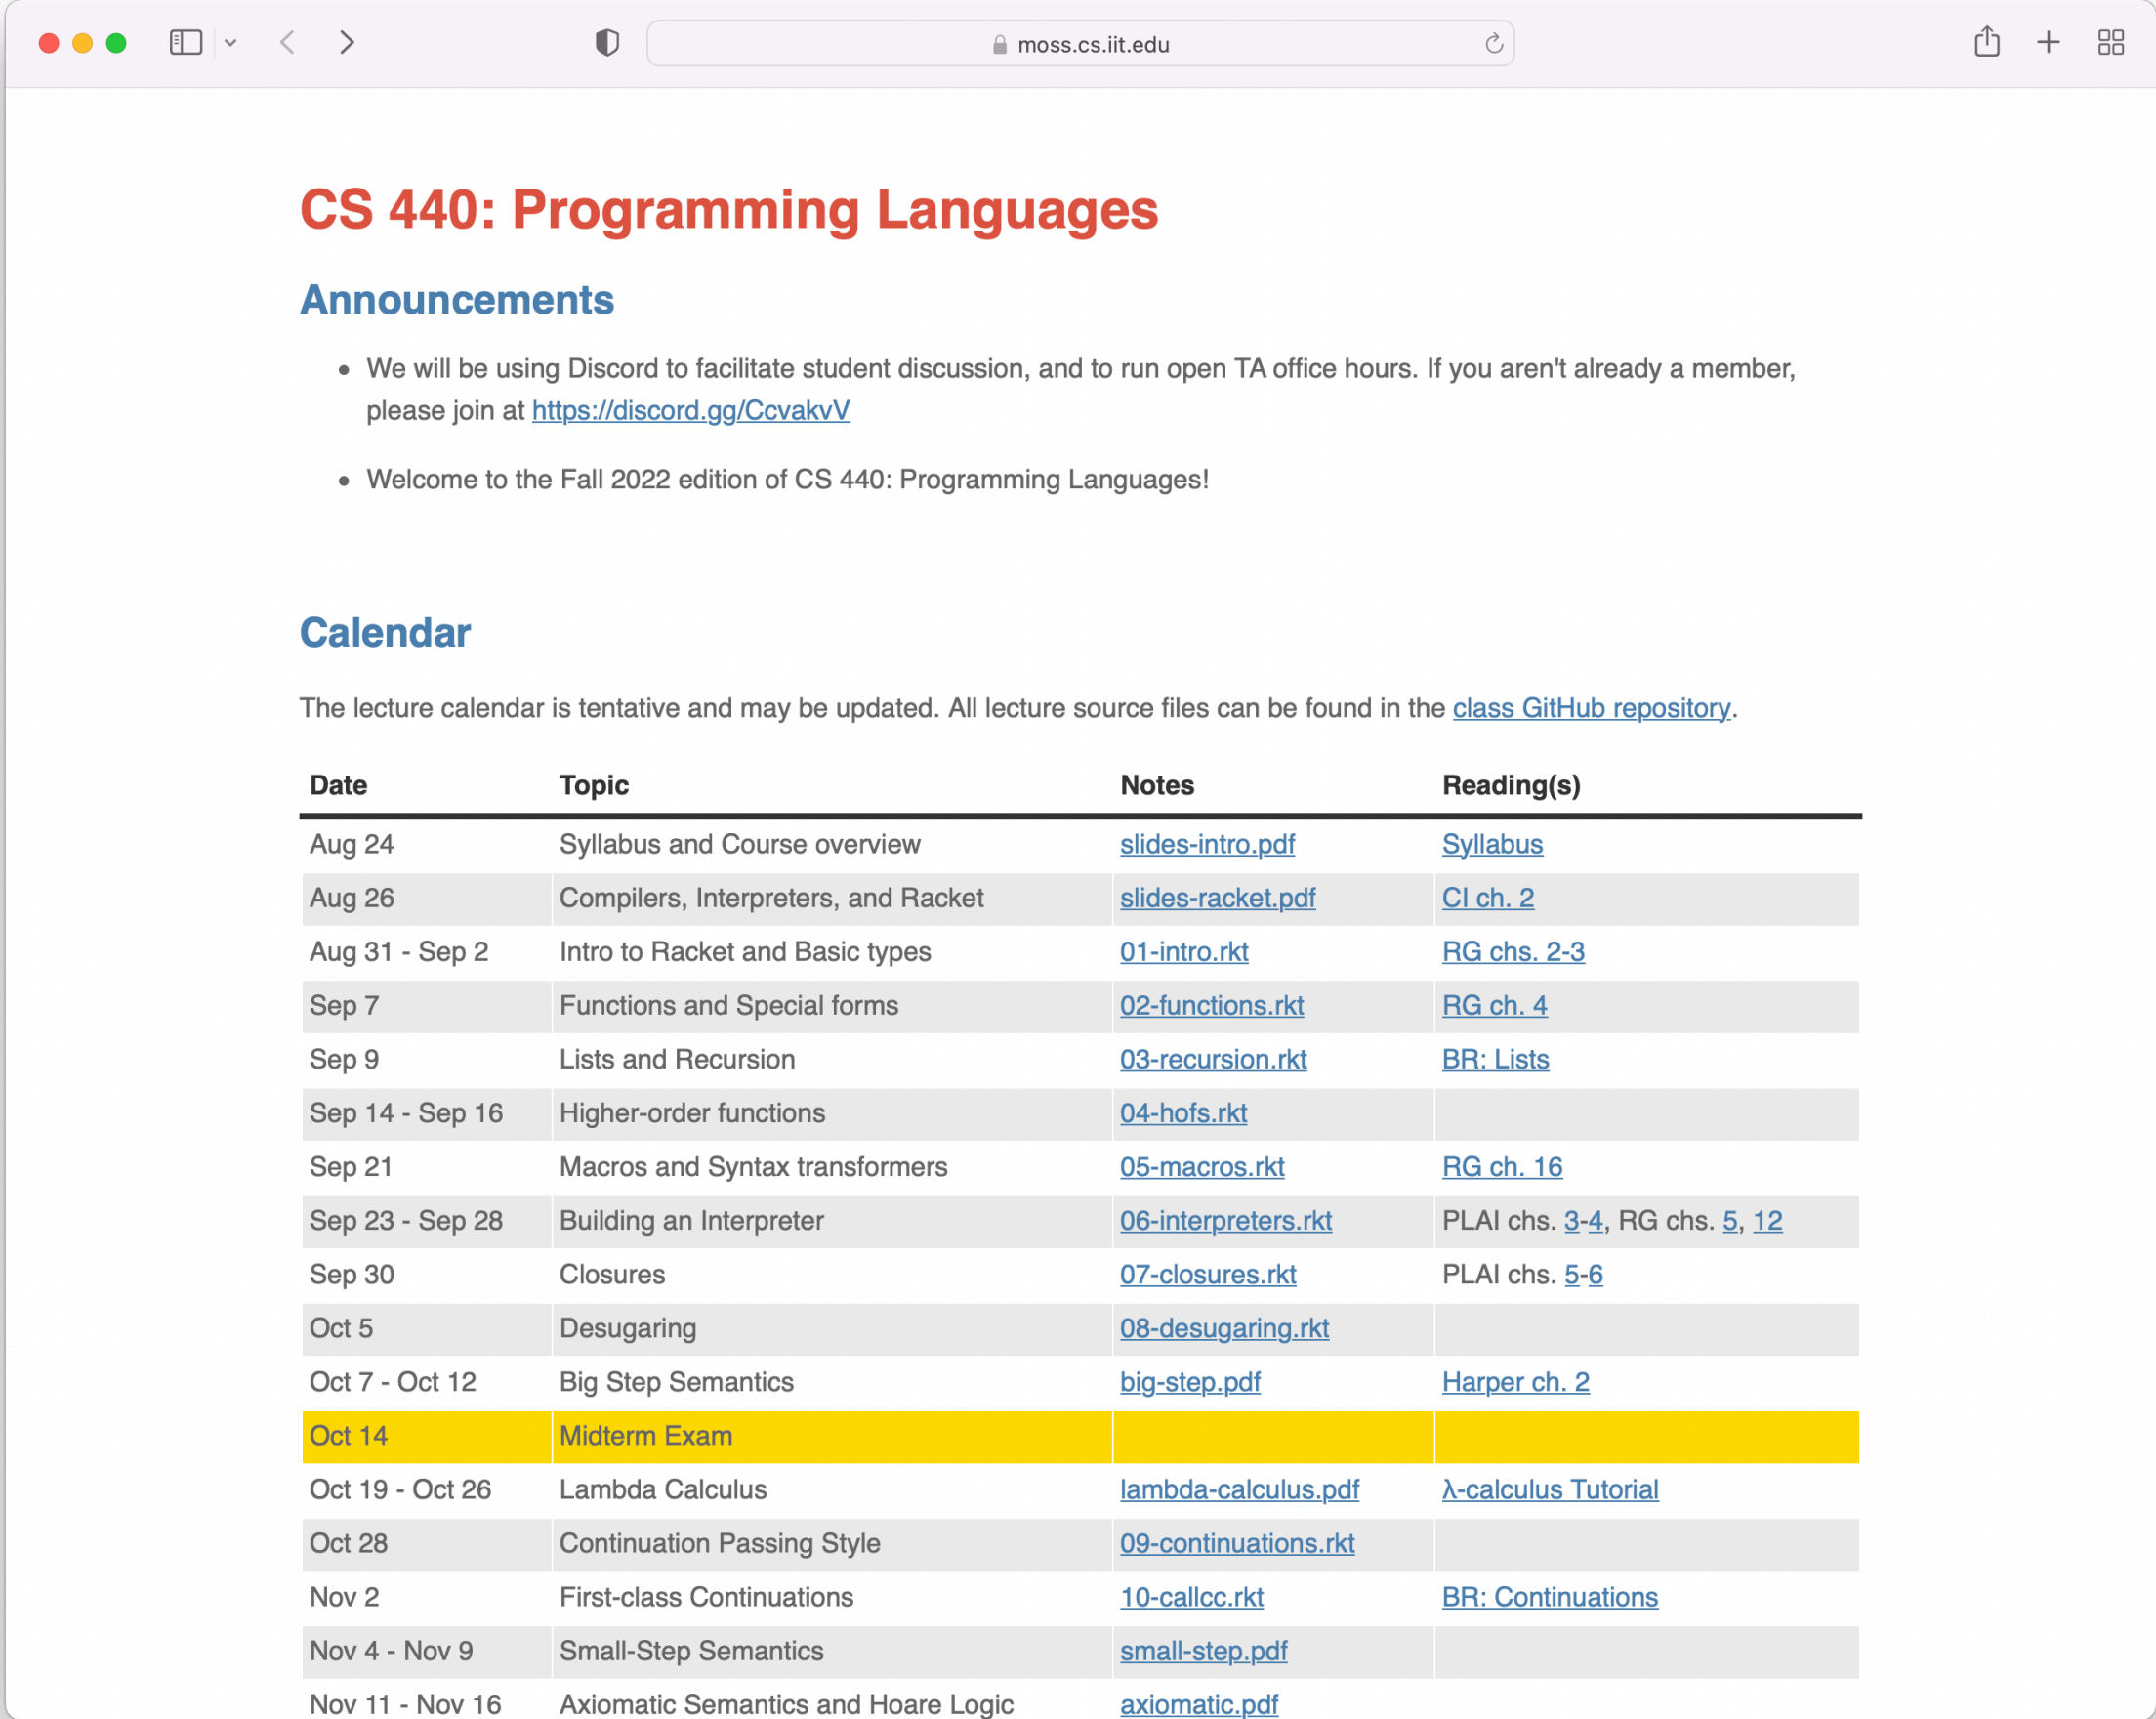 moss.cs.iit.edu
CS 440: Programming Languages
Announcements
• We will be using Discord to facilitate student discussion, and to run open TA office hours. If you aren't already a member,
please join at https://discord.gg/CcvakvV
• Welcome to the Fall 2022 edition of CS 440: Programming Languages!
Calendar
The lecture calendar is tentative and may be updated. All lecture source files can be found in the class GitHub repository.
Date Topic Notes Reading(s)
Aug 24 Syllabus and Course overview slides-intro.pdf Syllabus
Aug 26 Compilers, Interpreters, and Racket slides-racket.pdf CI ch. 2
Aug 31 - Sep 2 Intro to Racket and Basic types 01-intro.rkt RG chs. 2-3
Sep 7 Functions and Special forms 02-functions.rkt RG ch. 4
Sep 9 Lists and Recursion 03-recursion.rkt BR: Lists
Sep 14 - Sep 16 Higher-order functions 04-hofs.rkt
Sep 21 Macros and Syntax transformers 05-macros.rkt RG ch. 16
Sep 23 - Sep 28 Building an Interpreter 06-interpreters.rkt PLAI chs. 3-4, RG chs. 5, 12
Sep 30 Closures 07-closures.rkt PLAI chs. 5-6
Oct 5 Desugaring 08-desugaring.rkt
Oct 7 - Oct 12 Big Step Semantics big-step.pdf Harper ch. 2
Oct 14 Midterm Exam
Oct 19 - Oct 26 Lambda Calculus lambda-calculus.pdf λ-calculus Tutorial
Oct 28 Continuation Passing Style 09-continuations.rkt
Nov 2 First-class Continuations 10-callcc.rkt BR: Continuations
Nov 4 - Nov 9 Small-Step Semantics small-step.pdf
Nov 11 - Nov 16 Axiomatic Semantics and Hoare Logic axiomatic.pdf